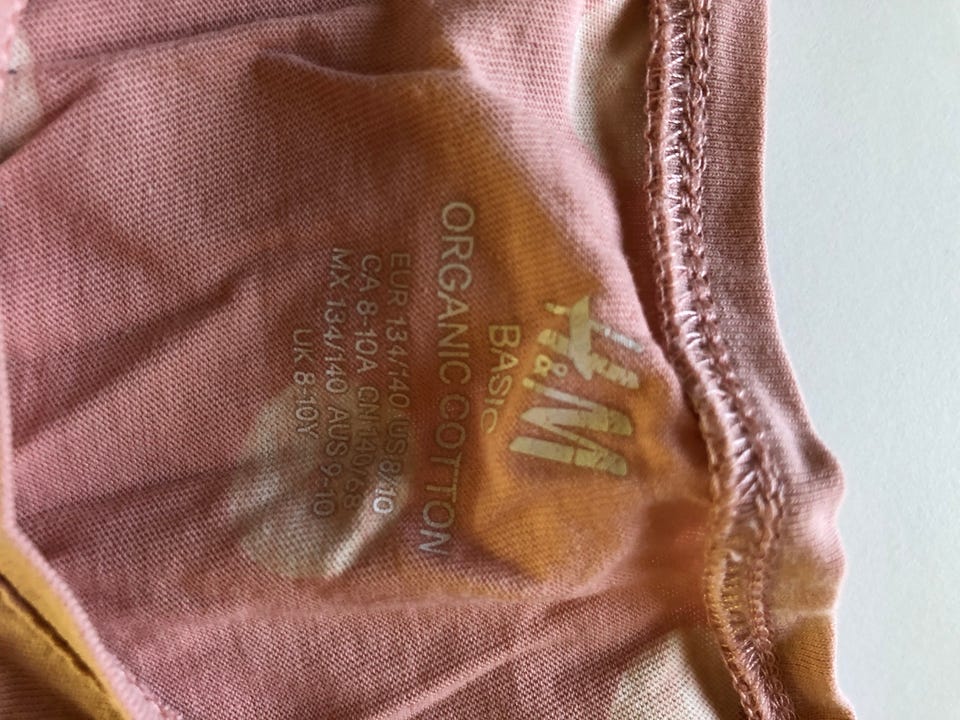 H&M
BASIC
ORGANIC COTTON
EUR 134/140 US 8/10
CA 8-10A CN 140/68
MX 134/140 AUS 9-10
UK 8-10Y